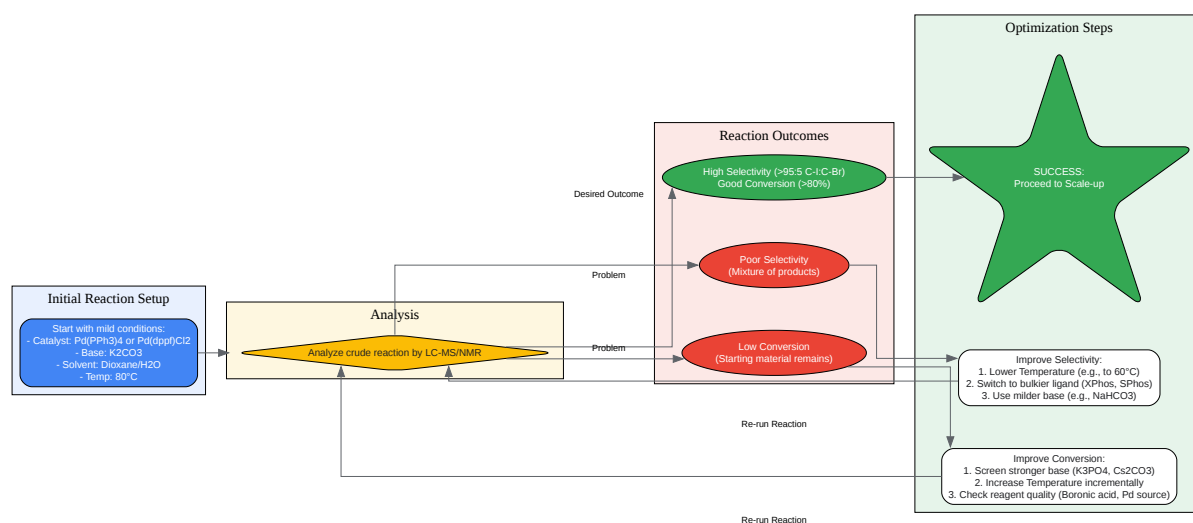 Initial Reaction Setup
Start with mild conditions:
- Catalyst: Pd(PPh3)4 or Pd(dppf)Cl2
- Base: K2CO3
- Solvent: Dioxane/H2O
- Temp: 80°C
Analysis
Analyze crude reaction by LC-MS/NMR
Desired Outcome
Problem
Problem
Re-run Reaction
Re-run Reaction
Reaction Outcomes
High Selectivity (>95:5 C-I:C-Br)
Good Conversion (>80%)
Poor Selectivity
(Mixture of products)
Low Conversion
(Starting material remains)
Optimization Steps
SUCCESS:
Proceed to Scale-up
Improve Selectivity:
1. Lower Temperature (e.g., to 60°C)
2. Switch to bulkier ligand (XPhos, SPhos)
3. Use milder base (e.g., NaHCO3)
Improve Conversion:
1. Screen stronger base (K3PO4, Cs2CO3)
2. Increase Temperature incrementally
3. Check reagent quality (Boronic acid, Pd source)